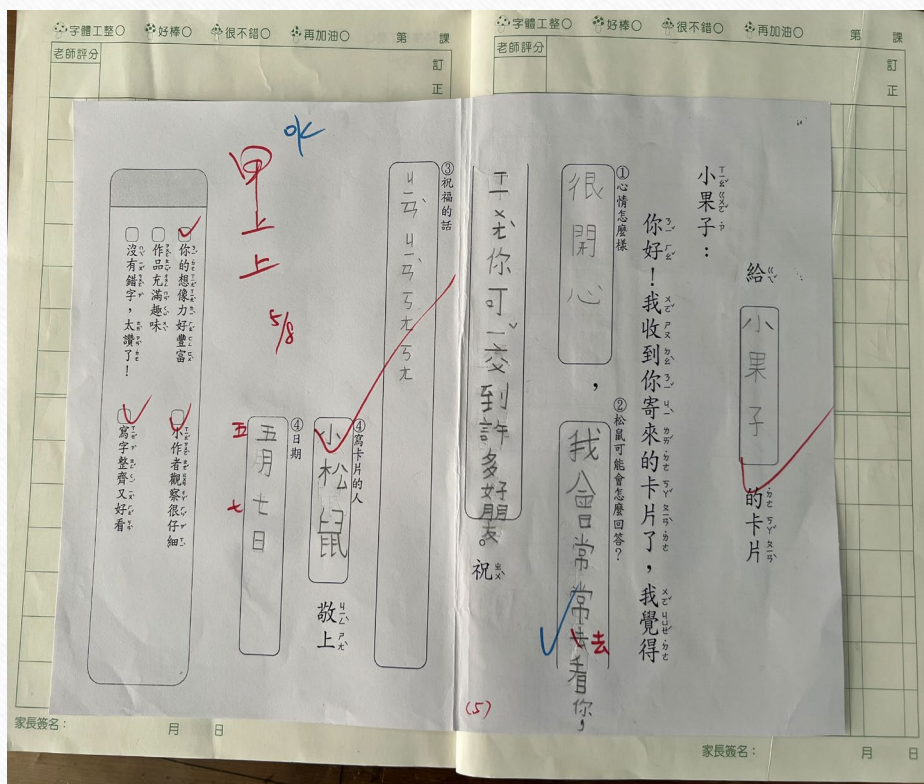 字體工整○ 好棒○ 很不錯○ 再加油○ 第 課
老師評分
訂正
給 小果子 的卡片
小果子：
你好！我收到你寄來的卡片了，我覺得
①心情怎麼樣
很開心，
②松鼠可能會怎麼回答？
我會常常去看你，
去
ㄒㄧ ㄨㄤˋ你可ㄧˇ交到許多好朋友。祝
(5)
③祝福的話
ㄐㄧㄢˋ ㄐㄧㄢˋ ㄎㄤ ㄎㄤ
④寫卡片的人
小松鼠 敬上
④日期
五月七日
五 七
ok
甲上上
5/8
你的想像力好豐富
作品充滿趣味
沒有錯字，太讚了！
小作者觀察很仔細
寫字整齊又好看
家長簽名： 月 日
字體工整○ 好棒○ 很不錯○ 再加油○ 第 課
老師評分
訂正
家長簽名： 月 日